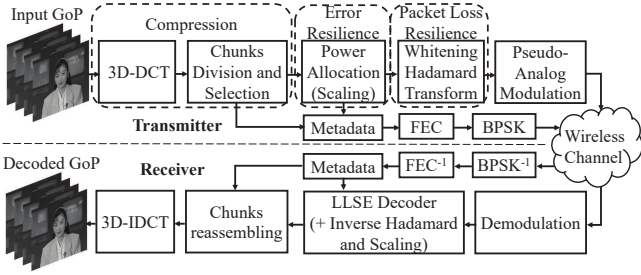 Input GoP
Compression
Error
Resilience
Packet Loss
Resilience
3D-DCT
Chunks
Division and
Selection
Power
Allocation
(Scaling)
Whitening
Hadamard
Transform
Pseudo-
Analog
Modulation
Transmitter
Metadata
FEC
BPSK
Wireless
Channel
Decoded GoP
Receiver
Metadata
FEC-1
BPSK-1
3D-IDCT
Chunks
reassembling
LLSE Decoder
(+ Inverse Hadamard
and Scaling)
Demodulation